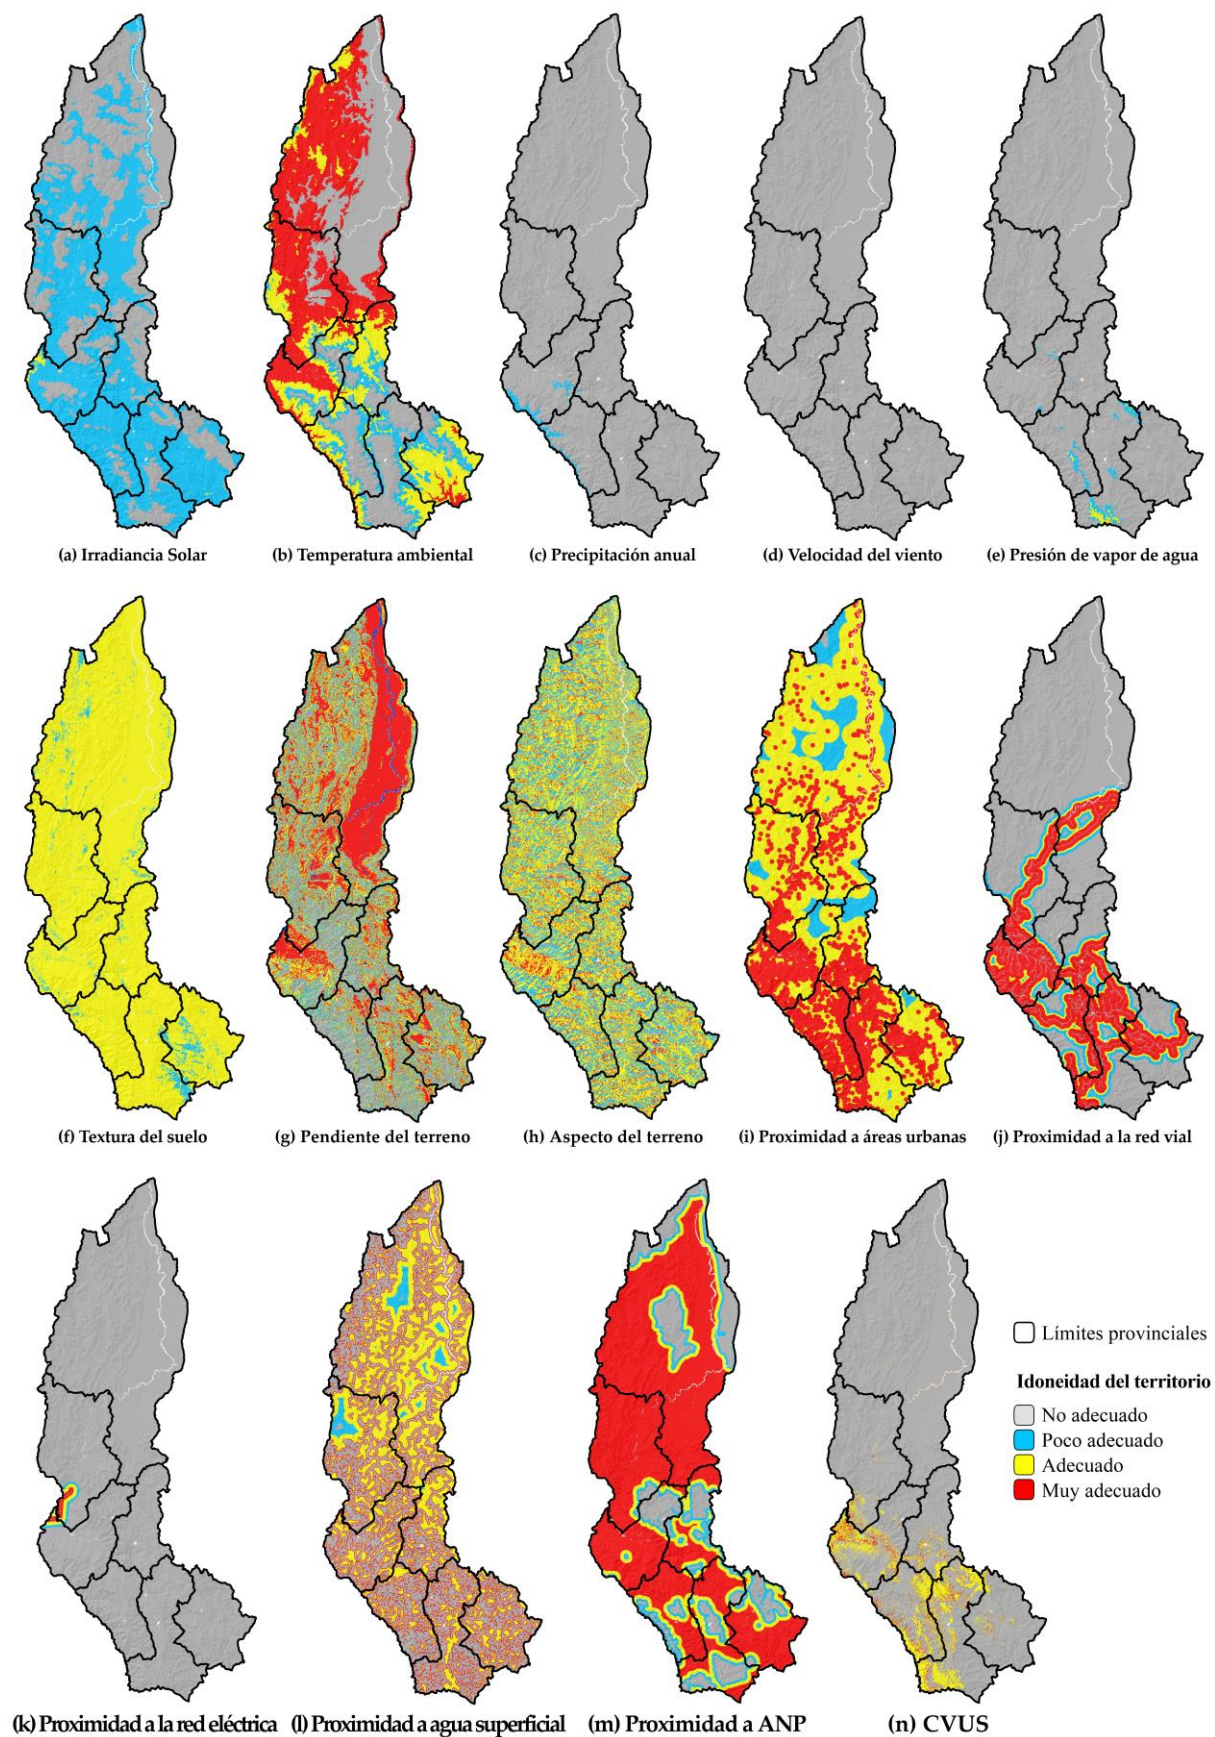 (a) Irradiancia Solar
(b) Temperatura ambiental
(c) Precipitación anual
(d) Velocidad del viento
(e) Presión de vapor de agua
(f) Textura del suelo
(g) Pendiente del terreno
(h) Aspecto del terreno
(i) Proximidad a áreas urbanas
(j) Proximidad a la red vial
Límites provinciales
Idoneidad del territorio
No adecuado
Poco adecuado
Adecuado
Muy adecuado
(k) Proximidad a la red eléctrica
(l) Proximidad a agua superficial
(m) Proximidad a ANP
(n) CVUS